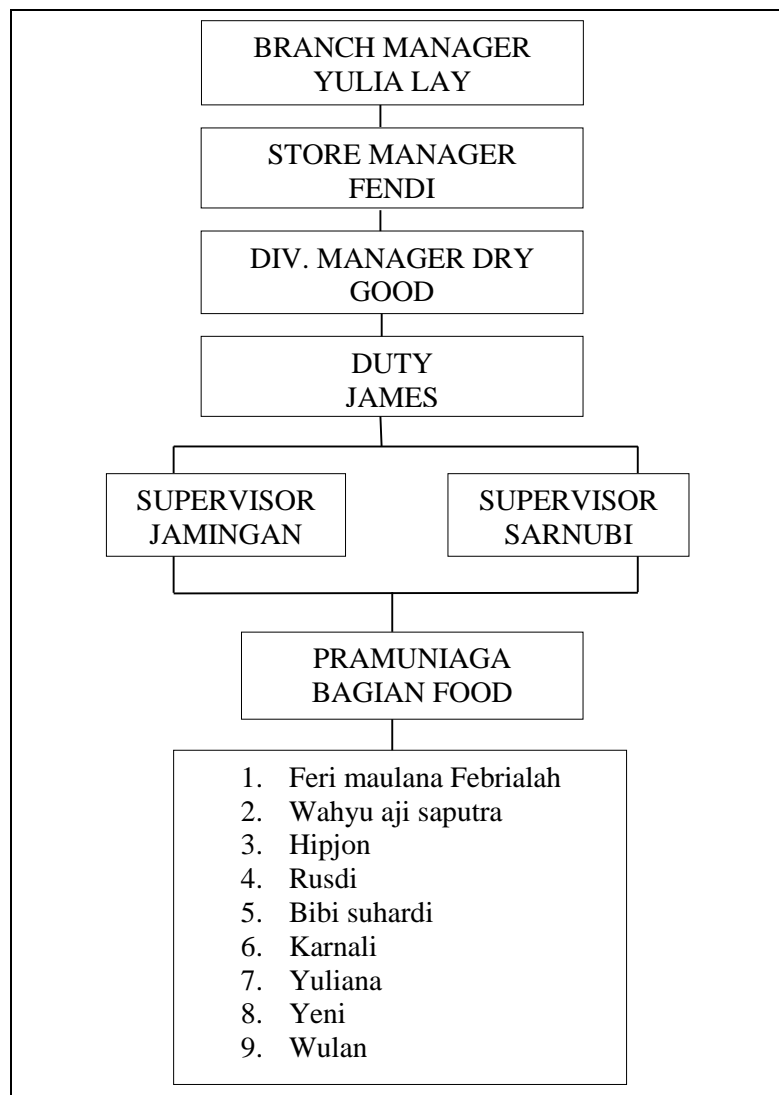 BRANCH MANAGER
YULIA LAY
STORE MANAGER
FENDI
DIV. MANAGER DRY
GOOD
DUTY
JAMES
SUPERVISOR
JAMINGAN
SUPERVISOR
SARNUBI
PRAMUNIAGA
BAGIAN FOOD
1. Feri maulana Febrialah
2. Wahyu aji saputra
3. Hipjon
4. Rusdi
5. Bibi suhardi
6. Karnali
7. Yuliana
8. Yeni
9. Wulan